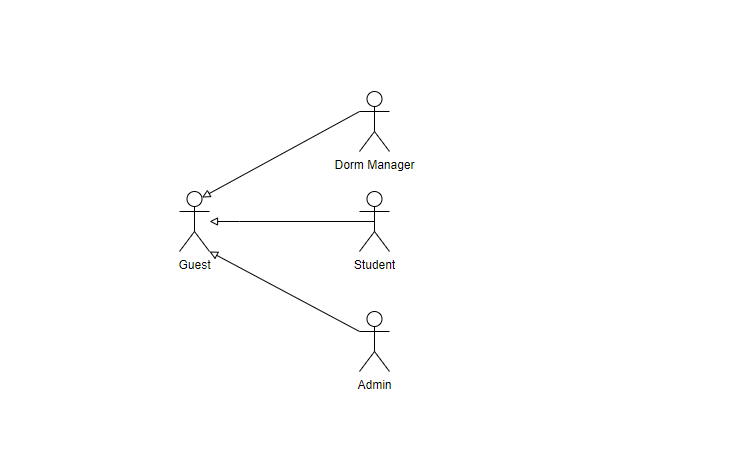 Dorm Manager
Guest
Student
Admin